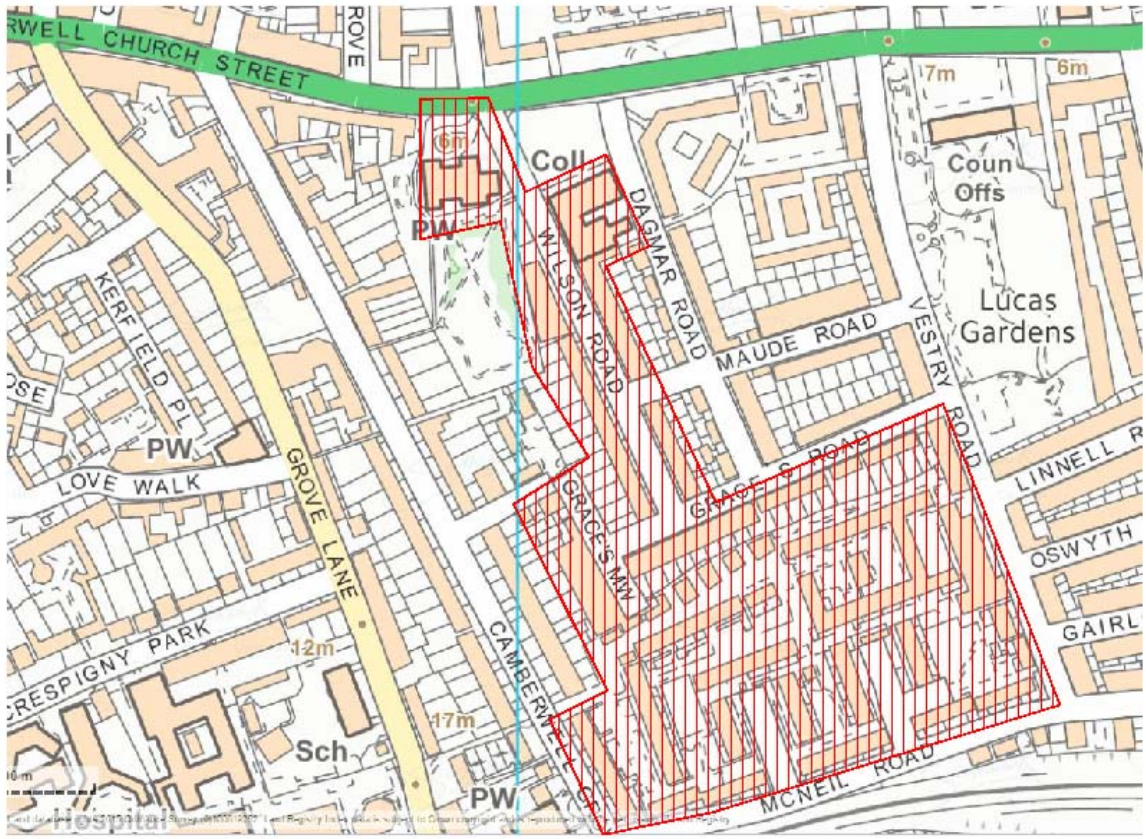 RWELL CHURCH STREET
ROVE
7m
6m
6m
Coll
Coun
Offs
PW
DAGMAR ROAD
WILSON ROAD
KERFIELD PL
Lucas
Gardens
MAUDE ROAD
VESTRY ROAD
OSE
PW
LOVE WALK
GROVE LANE
GRACE'S ROAD
GRACE'S MW
LINNELL R
OSWYTH
GAIRL
CRESPIGNY PARK
12m
CAMBERWELL
17m
Sch
PW
MCNEIL ROAD
Hospital